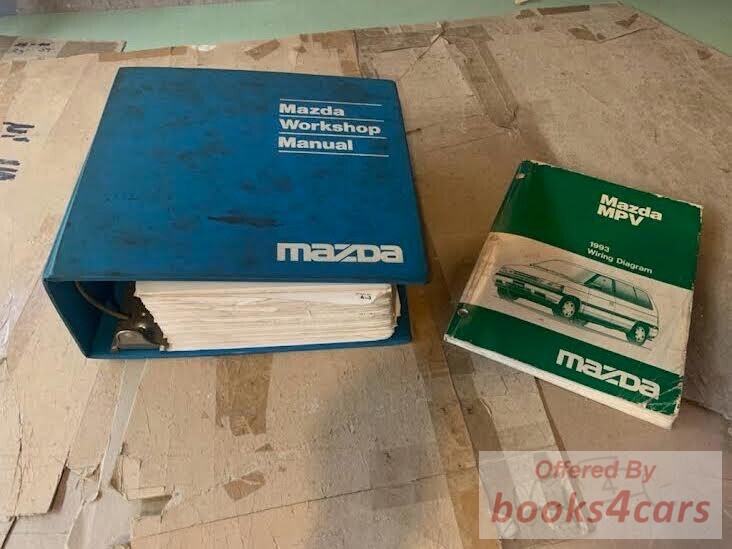 Mazda
Workshop
Manual
mazda
Mazda
MPV
1993
Wiring Diagram
mazda
Offered By
books4cars